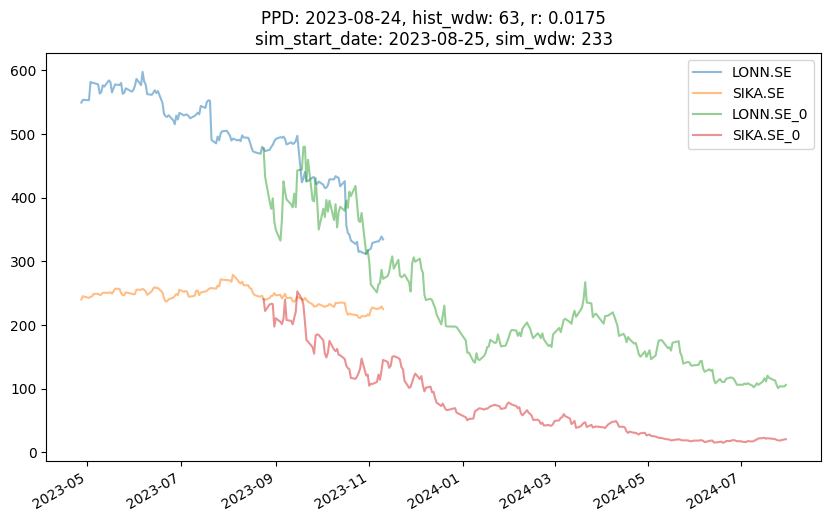 PPD: 2023-08-24, hist_wdw: 63, r: 0.0175
sim_start_date: 2023-08-25, sim_wdw: 233
LONN.SE
SIKA.SE
LONN.SE_0
SIKA.SE_0
600
500
400
300
200
100
0
2023-05
2023-07
2023-09
2023-11
2024-01
2024-03
2024-05
2024-07